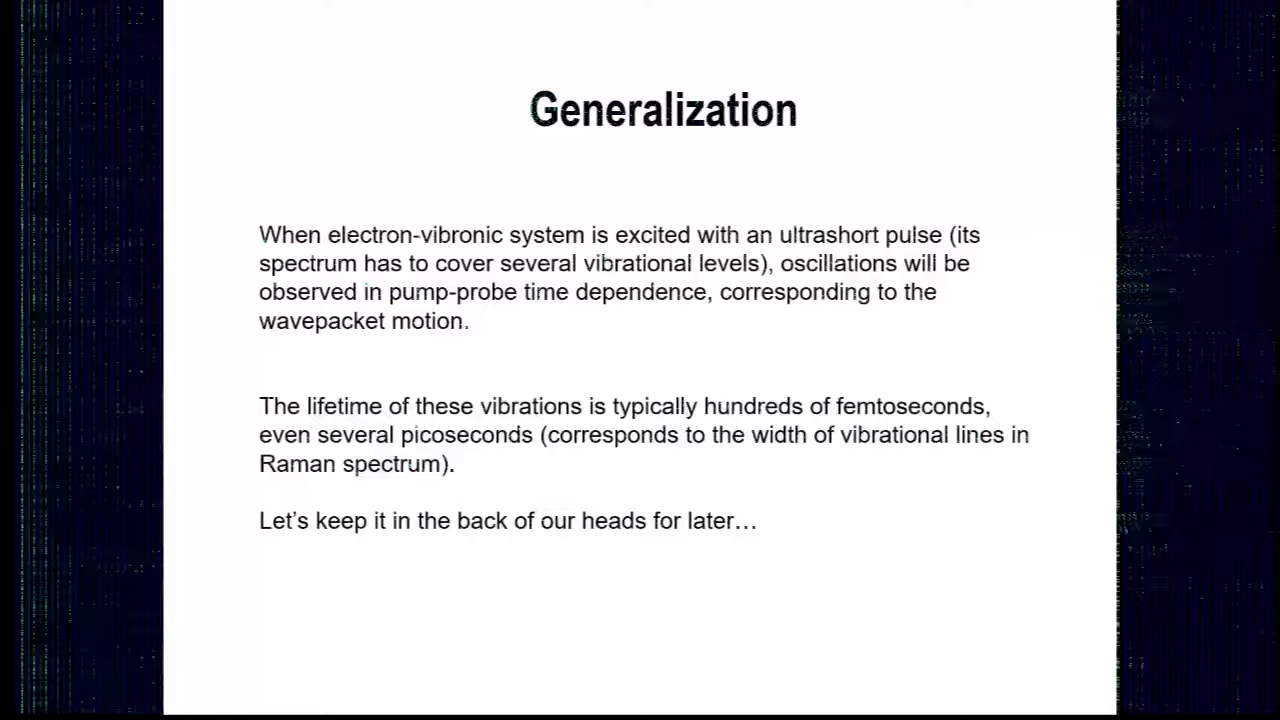 Generalization
When electron-vibronic system is excited with an ultrashort pulse (its
spectrum has to cover several vibrational levels), oscillations will be
observed in pump-probe time dependence, corresponding to the
wavepacket motion.
The lifetime of these vibrations is typically hundreds of femtoseconds,
even several picoseconds (corresponds to the width of vibrational lines in
Raman spectrum).
Let’s keep it in the back of our heads for later…